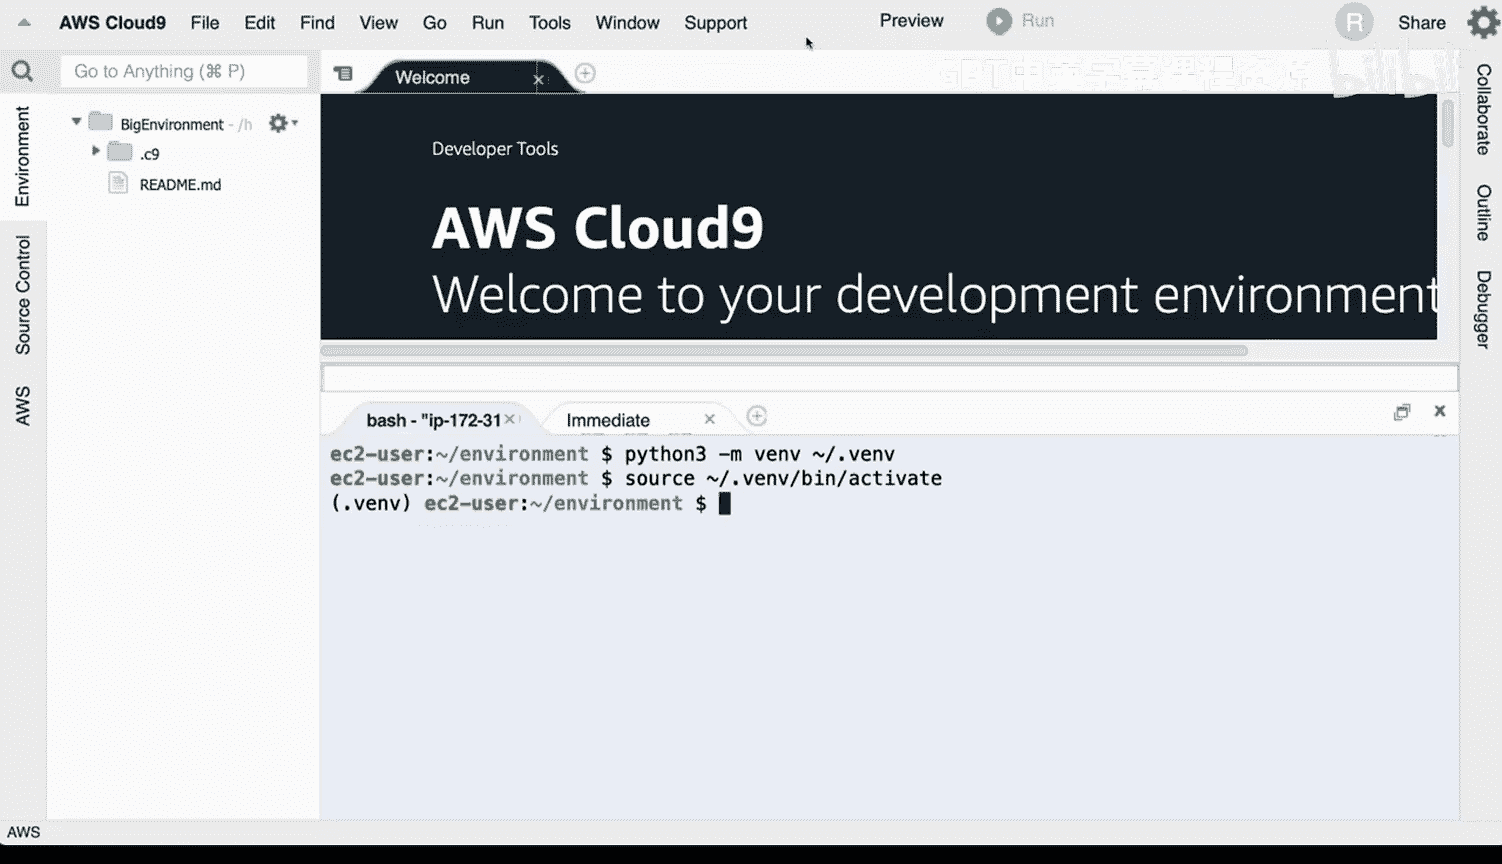 AWS Cloud9 File Edit Find View Go Run Tools Window Support Preview Run R Share
Go to Anything (⌘ P)
Welcome
Environment
Source Control
AWS
BigEnvironment - /h
.c9
README.md
Developer Tools
AWS Cloud9
Welcome to your development environment
bash - "ip-172-31
Immediate
ec2-user:~/environment $ python3 -m venv ~/.venv
ec2-user:~/environment $ source ~/.venv/bin/activate
(.venv) ec2-user:~/environment $
Collaborate
Outline
Debugger
AWS
bilibili